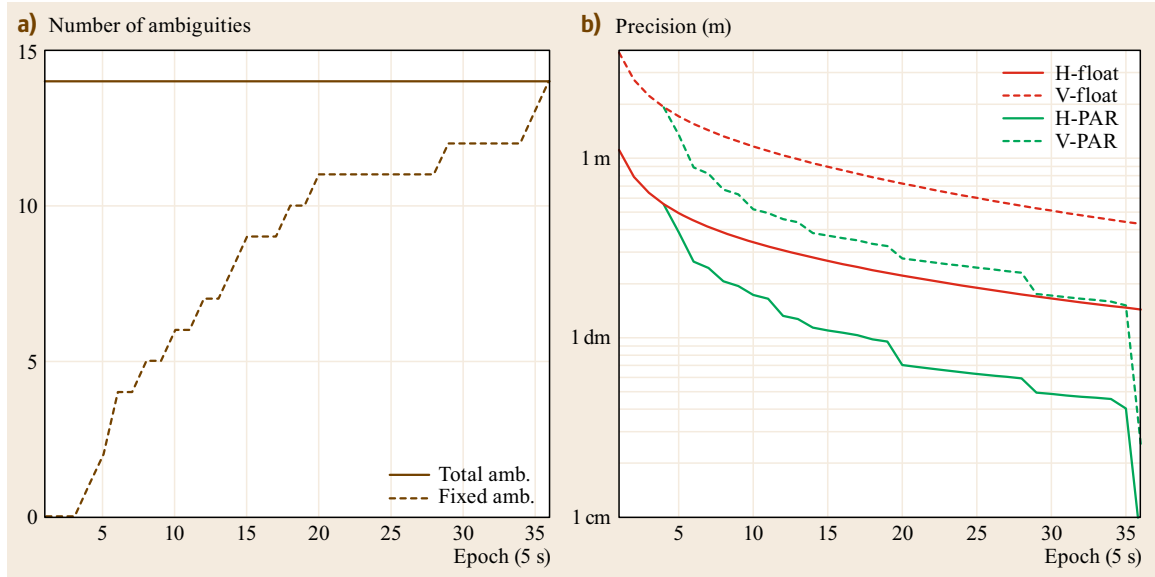 a) Number of ambiguities
15
10
5
0
Total amb.
Fixed amb.
5 10 15 20 25 30 35
Epoch (5 s)
b) Precision (m)
H-float
V-float
H-PAR
V-PAR
1 m
1 dm
1 cm
5 10 15 20 25 30 35
Epoch (5 s)